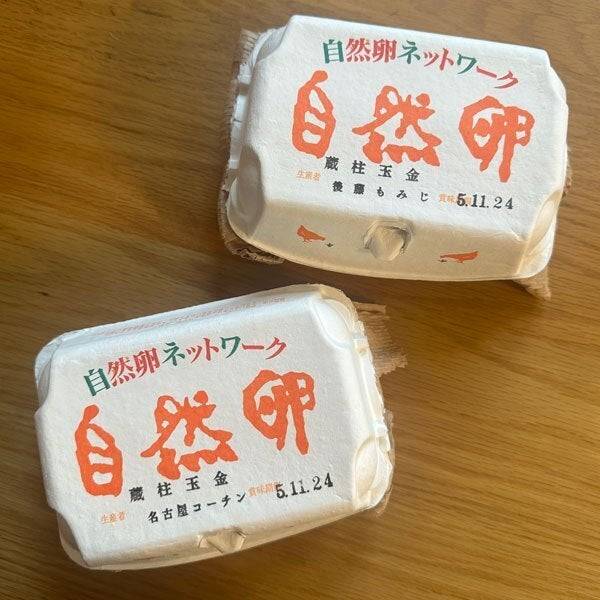 自然卵ネットワーク
自然卵
蔵柱玉金
生産者 後藤もみじ 賞味 5.11.24
自然卵ネットワーク
自然卵
蔵柱玉金
生産者 名古屋コーチン 賞味期限 5.11.24